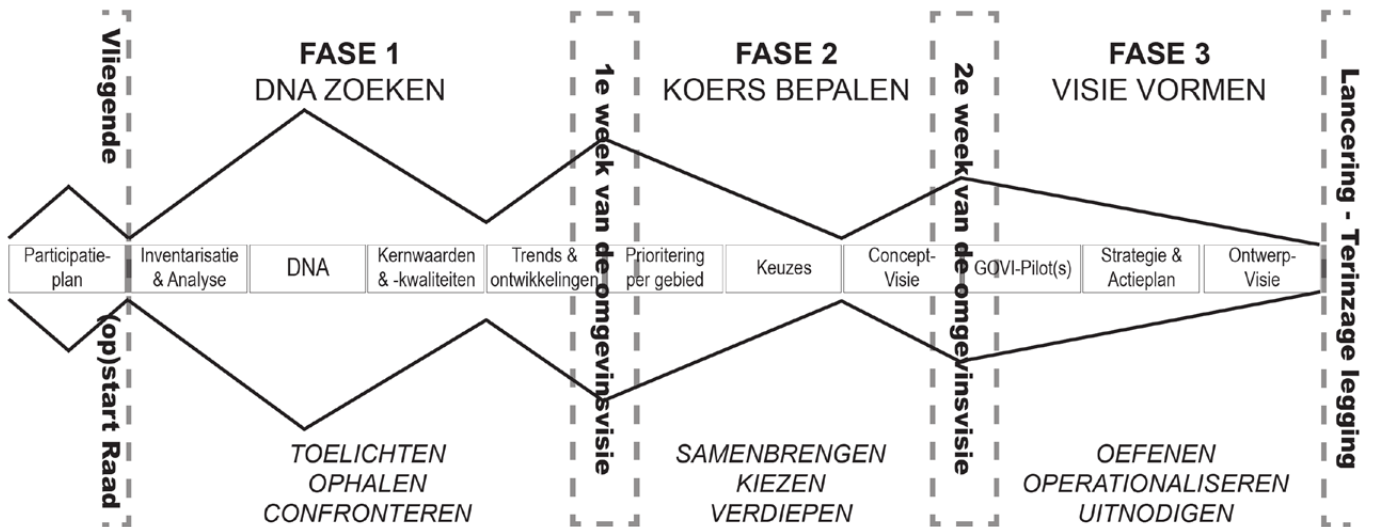 Vliegende
(op)start Raad
FASE 1
DNA ZOEKEN
1e week van de omgevinsvisie
FASE 2
KOERS BEPALEN
2e week van de omgevinsvisie
FASE 3
VISIE VORMEN
Lancering - Terinzage legging
Participatie-
plan
Inventarisatie
& Analyse
DNA
Kernwaarden
& -kwaliteiten
Trends &
ontwikkelingen
Prioritering
per gebied
Keuzes
Concept-
Visie
GOVI-Pilot(s)
Strategie &
Actieplan
Ontwerp-
Visie
TOELICHTEN
OPHALEN
CONFRONTEREN
SAMENBRENGEN
KIEZEN
VERDIEPEN
OEFENEN
OPERATIONALISEREN
UITNODIGEN